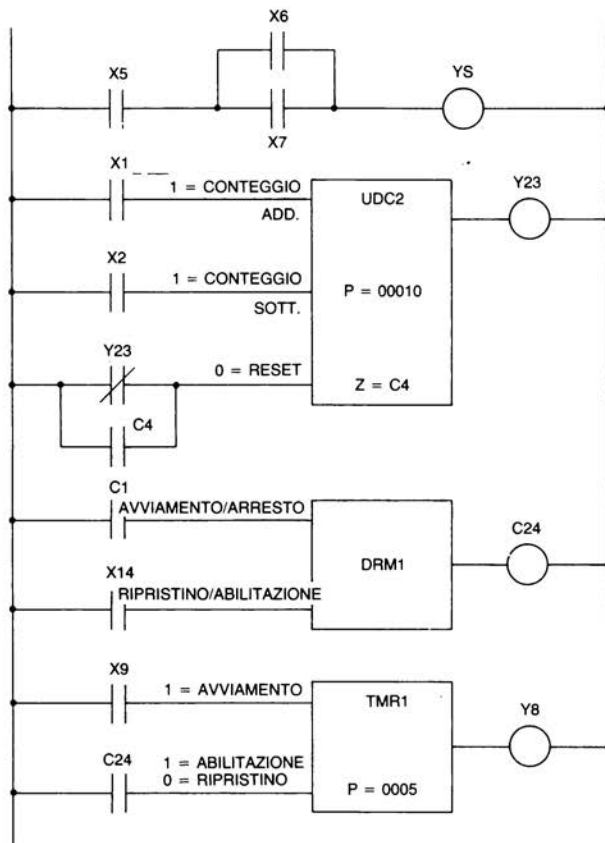 X6
X5
YS
X7
X1
1 = CONTEGGIO
ADD.
UDC2
Y23
X2
1 = CONTEGGIO
SOTT.
P = 00010
Y23
0 = RESET
Z = C4
C4
C1
AVVIAMENTO/ARRESTO
C24
DRM1
X14
RIPRISTINO/ABILITAZIONE
X9
1 = AVVIAMENTO
TMR1
Y8
C24
1 = ABILITAZIONE
0 = RIPRISTINO
P = 0005